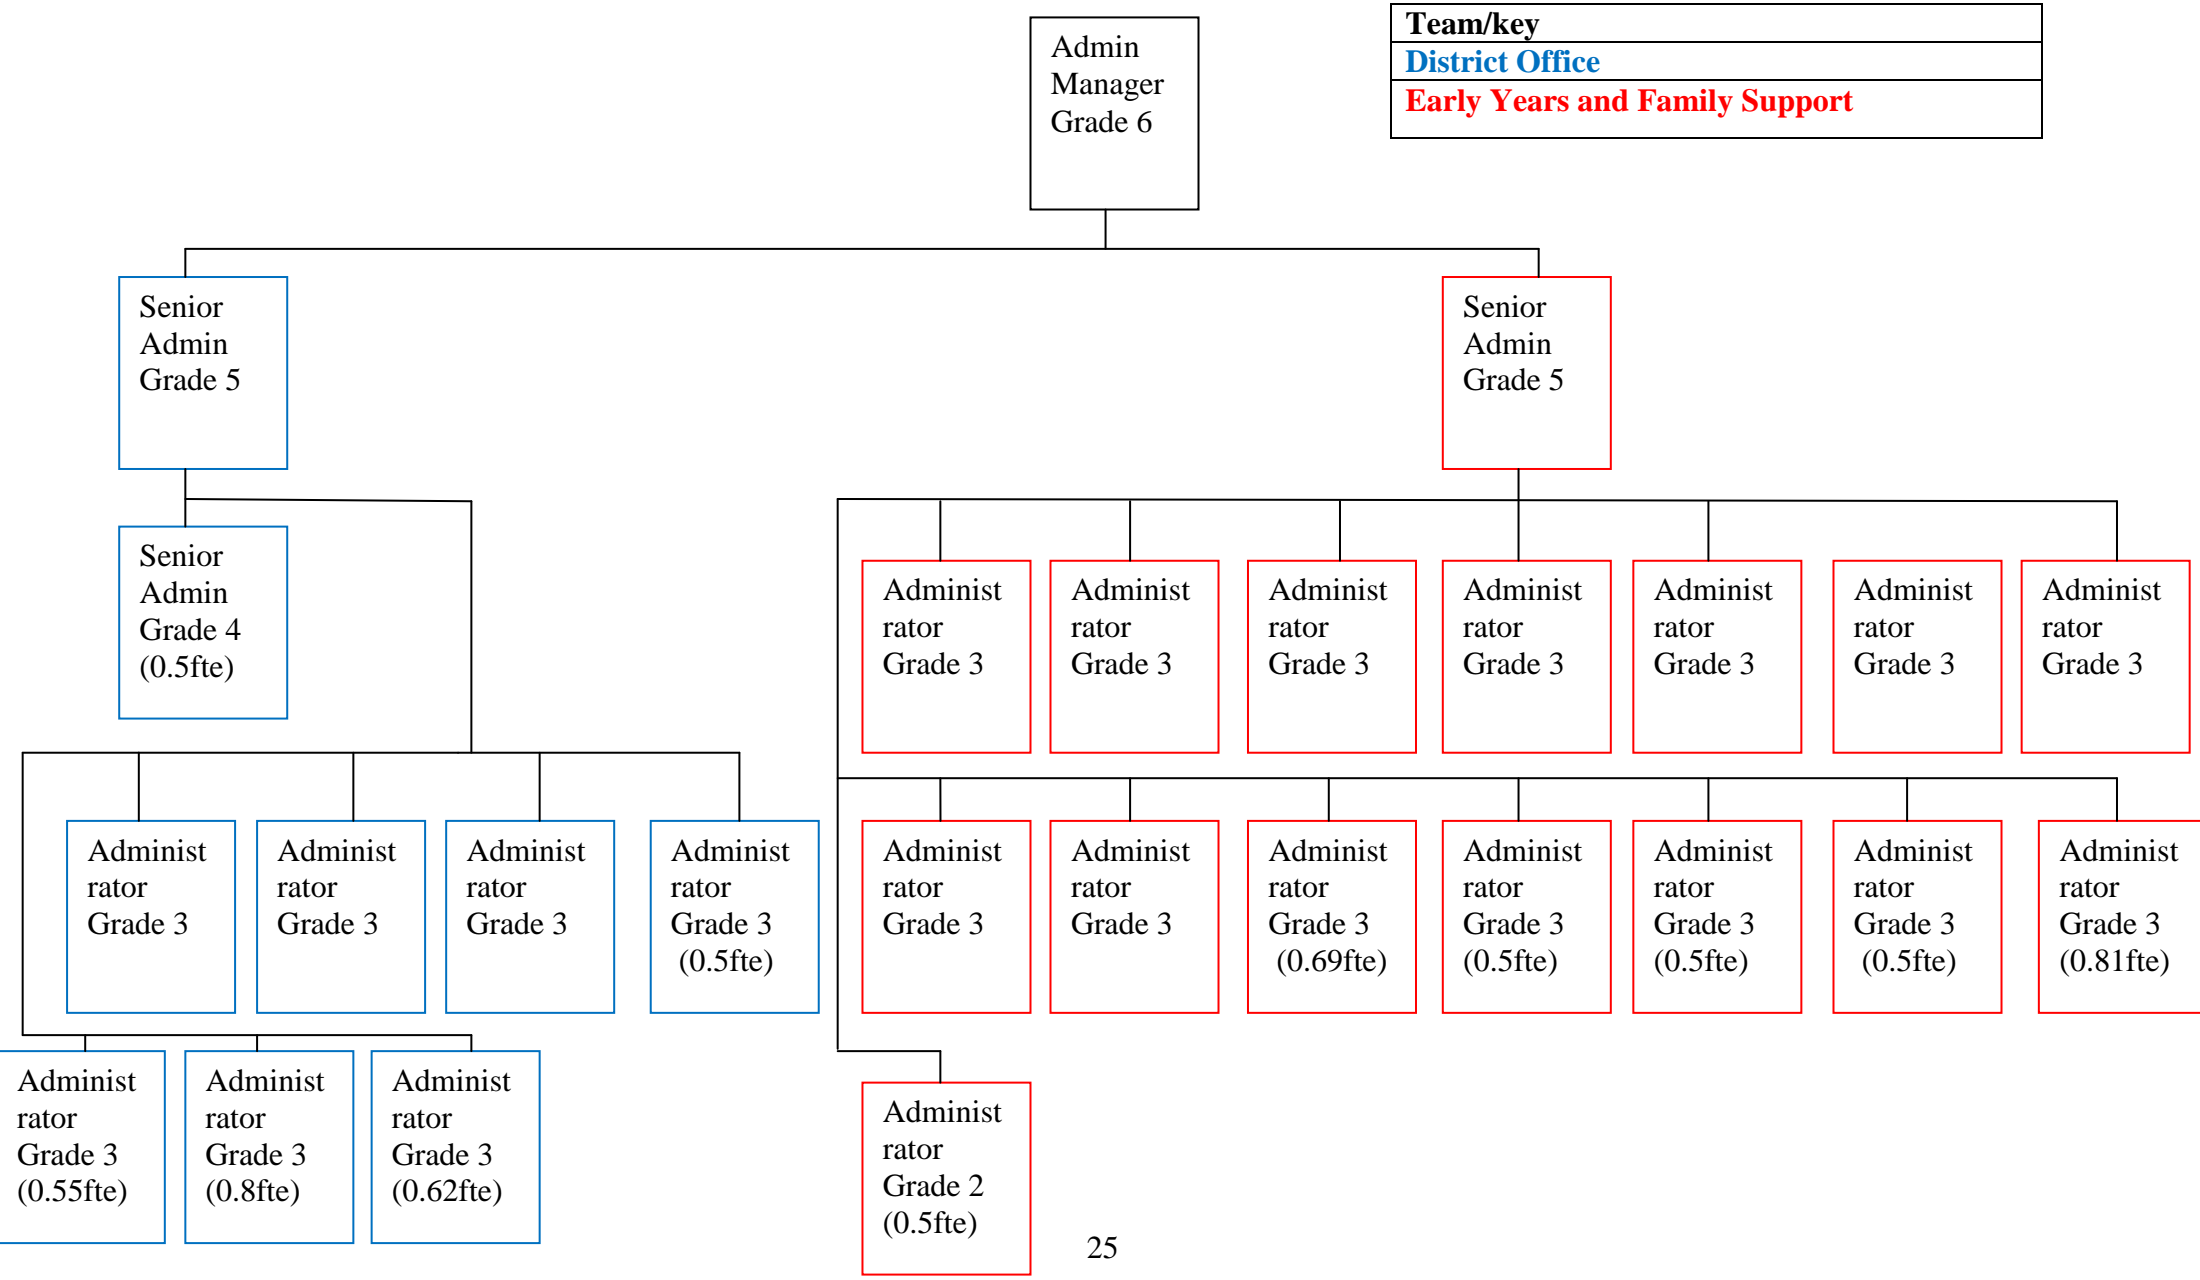 Admin
Manager
Grade 6
Team/key
District Office
Early Years and Family Support
Senior
Admin
Grade 5
Senior
Admin
Grade 5
Senior
Admin
Grade 4
(0.5fte)
Administ
rator
Grade 3
Administ
rator
Grade 3
Administ
rator
Grade 3
Administ
rator
Grade 3
Administ
rator
Grade 3
Administ
rator
Grade 3
Administ
rator
Grade 3
Administ
rator
Grade 3
Administ
rator
Grade 3
Administ
rator
Grade 3
Administ
rator
Grade 3
(0.5fte)
Administ
rator
Grade 3
Administ
rator
Grade 3
Administ
rator
Grade 3
(0.69fte)
Administ
rator
Grade 3
(0.5fte)
Administ
rator
Grade 3
(0.5fte)
Administ
rator
Grade 3
(0.5fte)
Administ
rator
Grade 3
(0.81fte)
Administ
rator
Grade 3
(0.55fte)
Administ
rator
Grade 3
(0.8fte)
Administ
rator
Grade 3
(0.62fte)
Administ
rator
Grade 2
(0.5fte)
25